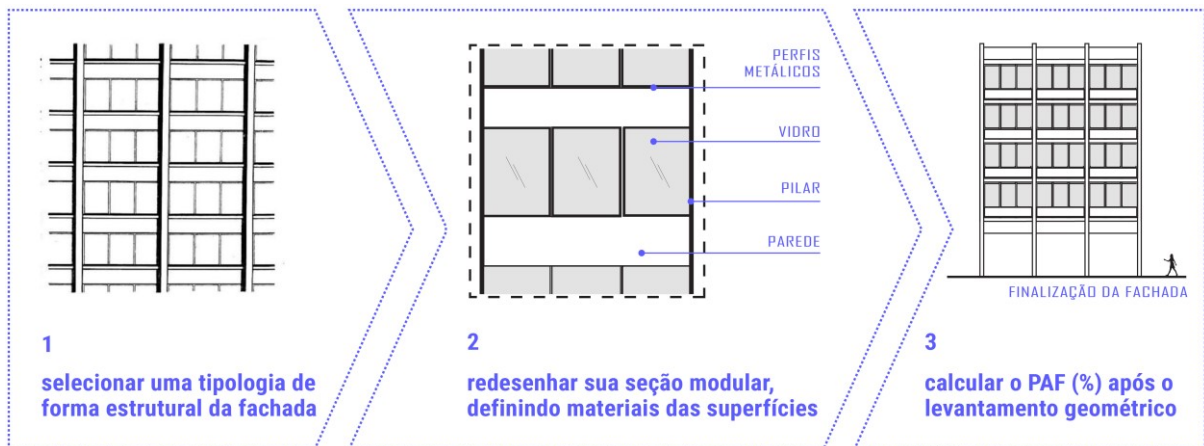 PERFIS
METÁLICOS
VIDRO
PILAR
PAREDE
FINALIZAÇÃO DA FACHADA
1
selecionar uma tipologia de
forma estrutural da fachada
2
redesenhar sua seção modular,
definindo materiais das superfícies
3
calcular o PAF (%) após o
levantamento geométrico